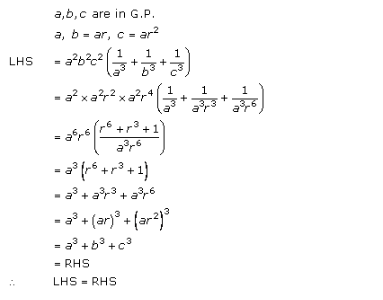 a,b,c are in G.P.
a, b = ar, c = ar²
LHS = a²b²c² (1/a³ + 1/b³ + 1/c³)
= a² × a²r² × a²r⁴ (1/a³ + 1/a³r³ + 1/a³r⁶)
= a⁶r⁶ ((r⁶ + r³ + 1)/a³r⁶)
= a³ (r⁶ + r³ + 1)
= a³ + a³r³ + a³r⁶
= a³ + (ar)³ + (ar²)³
= a³ + b³ + c³
= RHS
∴ LHS = RHS